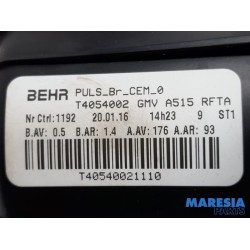 BEHR PULS_Br_CEM_0
T4054002 GMV A515 RFTA
Nr Ctrl:1192 20.01.16 14h23 9 ST1
B.AV: 0.5 B.AR: 1.4 A.AV: 176 A.AR: 93
T40540021110
MARESIA
PARTS